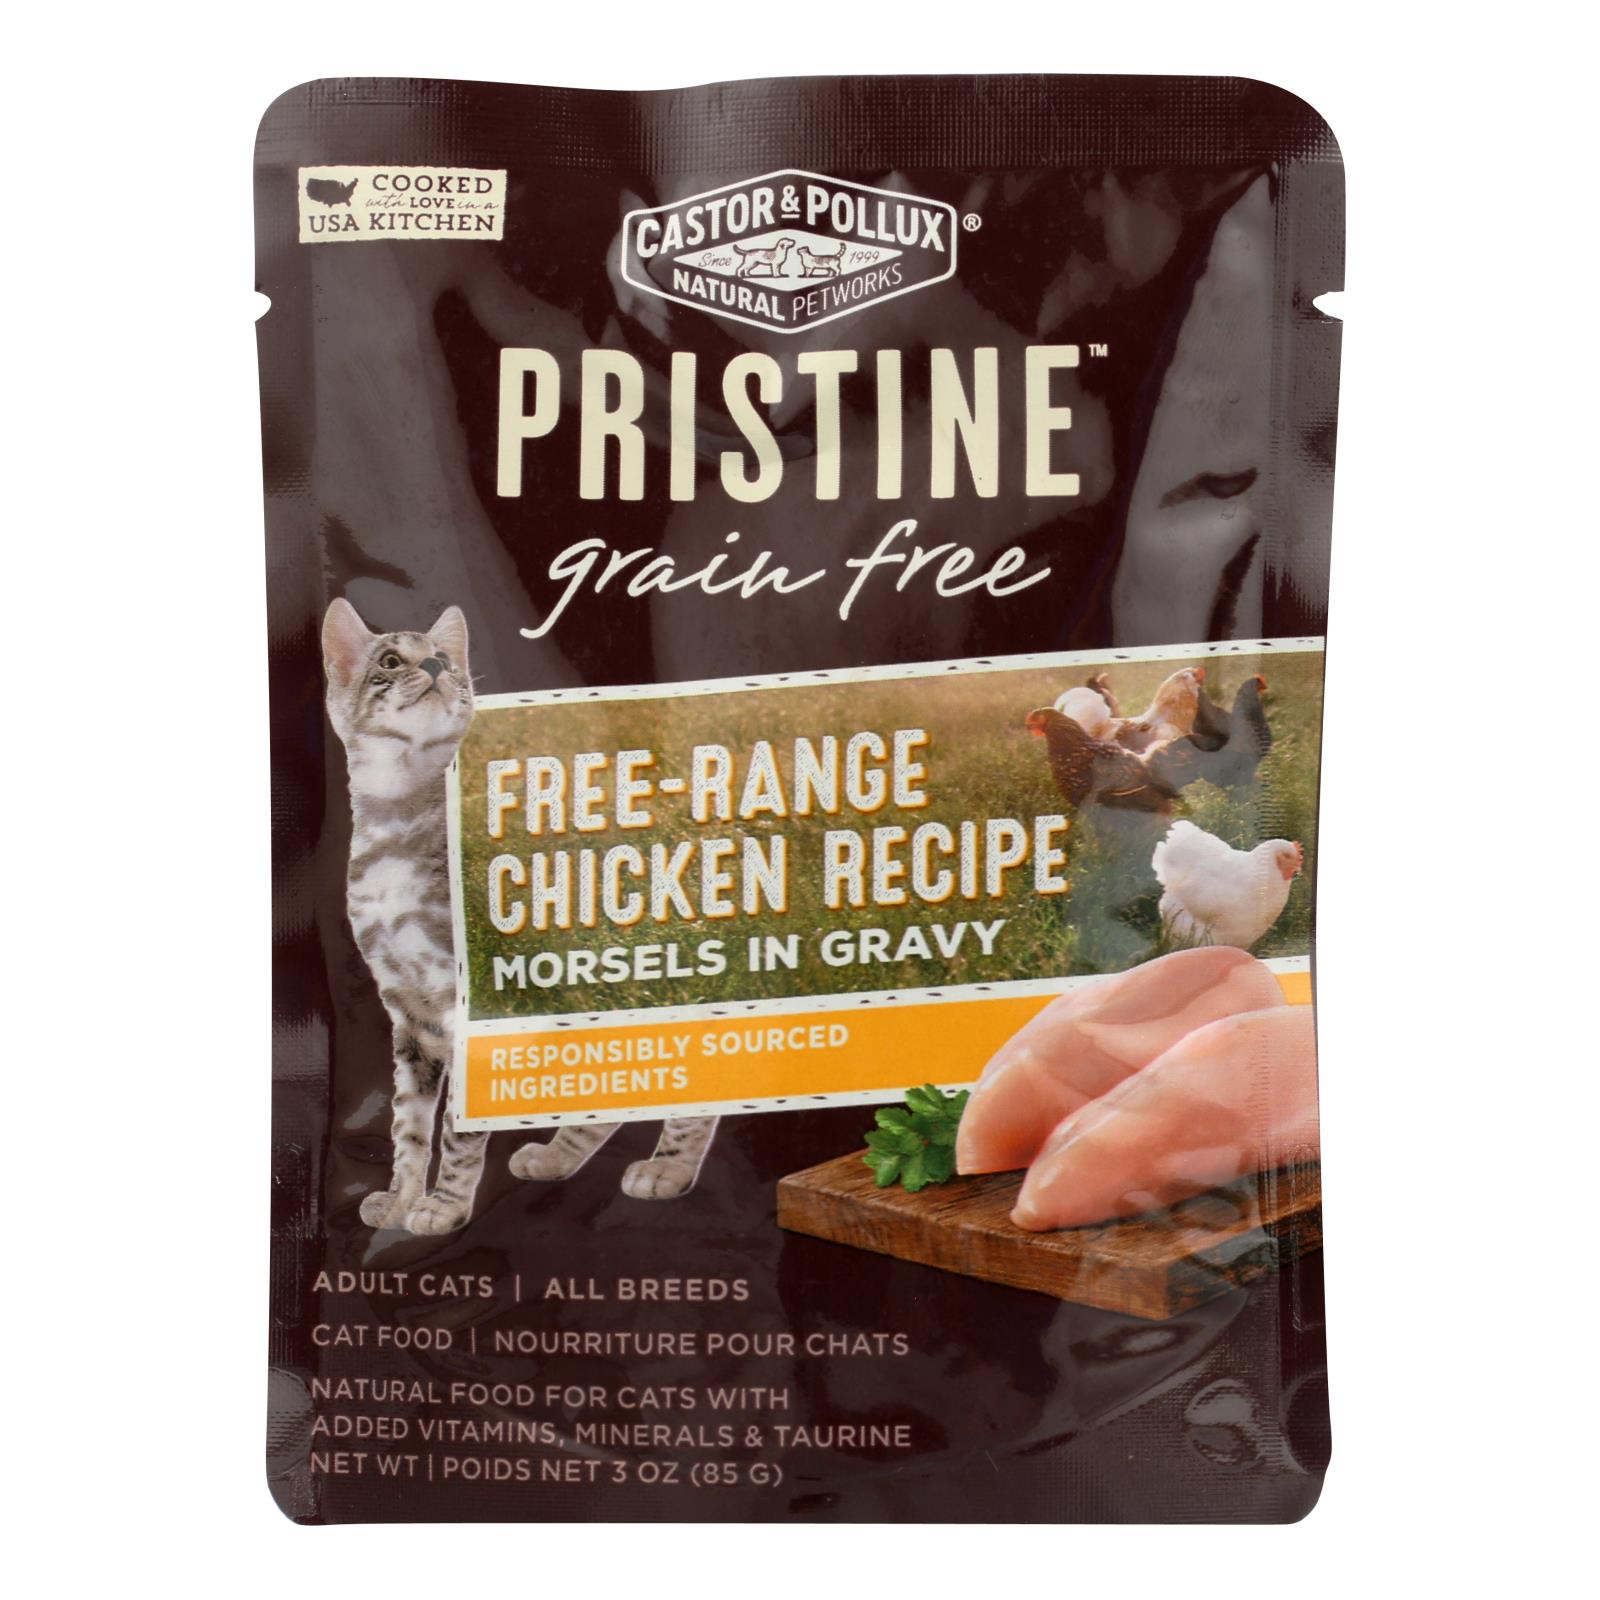 COOKED
with LOVE in a
USA KITCHEN
CASTOR & POLLUX ®
Since 1999
NATURAL PETWORKS
PRISTINE™
grain free
FREE-RANGE
CHICKEN RECIPE
MORSELS IN GRAVY
RESPONSIBLY SOURCED
INGREDIENTS
ADULT CATS | ALL BREEDS
CAT FOOD | NOURRITURE POUR CHATS
NATURAL FOOD FOR CATS WITH
ADDED VITAMINS, MINERALS & TAURINE
NET WT | POIDS NET 3 OZ (85 G)